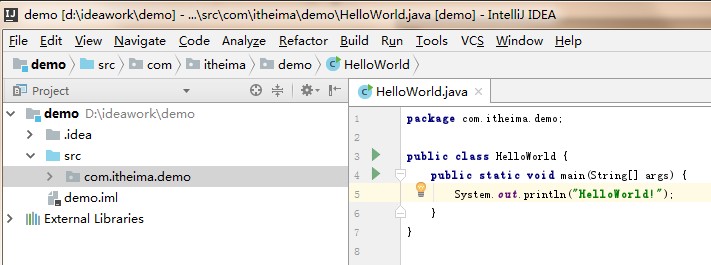 demo [d:\ideawork\demo] - ...\src\com\itheima\demo\HelloWorld.java [demo] - IntelliJ IDEA
File Edit View Navigate Code Analyze Refactor Build Run Tools VCS Window Help
demo src com itheima demo HelloWorld
Project
demo D:\ideawork\demo
.idea
src
com.itheima.demo
demo.iml
External Libraries
HelloWorld.java
1 package com.itheima.demo;
2
3 public class HelloWorld {
4 public static void main(String[] args) {
5 System.out.println("HelloWorld!");
6 }
7 }
8